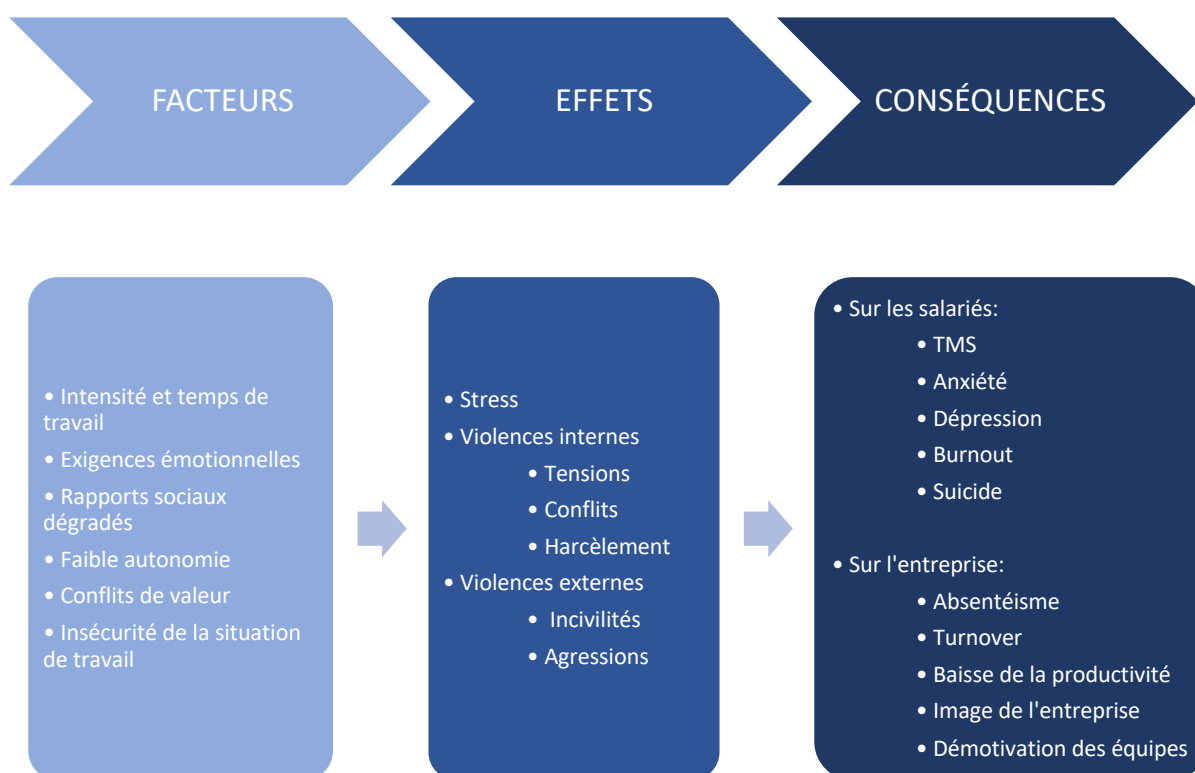 FACTEURS
EFFETS
CONSÉQUENCES
• Intensité et temps de
travail
• Exigences émotionnelles
• Rapports sociaux
dégradés
• Faible autonomie
• Conflits de valeur
• Insécurité de la situation
de travail
• Stress
• Violences internes
• Tensions
• Conflits
• Harcèlement
• Violences externes
• Incivilités
• Agressions
• Sur les salariés:
• TMS
• Anxiété
• Dépression
• Burnout
• Suicide
• Sur l'entreprise:
• Absentéisme
• Turnover
• Baisse de la productivité
• Image de l'entreprise
• Démotivation des équipes